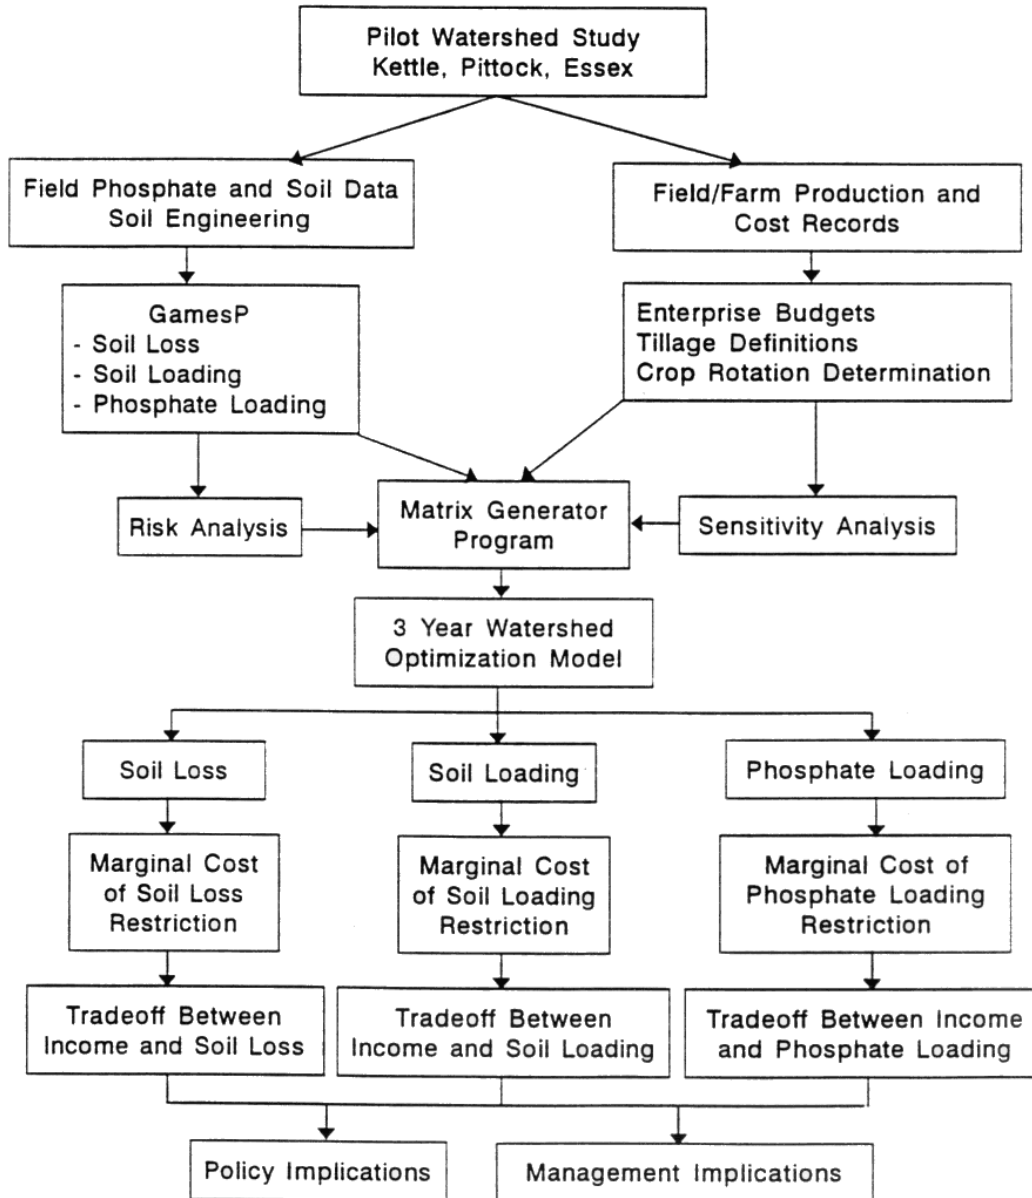 Pilot Watershed Study
Kettle, Pittock, Essex
Field Phosphate and Soil Data
Soil Engineering
Field/Farm Production and
Cost Records
GamesP
- Soil Loss
- Soil Loading
- Phosphate Loading
Enterprise Budgets
Tillage Definitions
Crop Rotation Determination
Risk Analysis
Matrix Generator
Program
Sensitivity Analysis
3 Year Watershed
Optimization Model
Soil Loss
Soil Loading
Phosphate Loading
Marginal Cost
of Soil Loss
Restriction
Marginal Cost
of Soil Loading
Restriction
Marginal Cost of
Phosphate Loading
Restriction
Tradeoff Between
Income and Soil Loss
Tradeoff Between
Income and Soil Loading
Tradeoff Between Income
and Phosphate Loading
Policy Implications
Management Implications